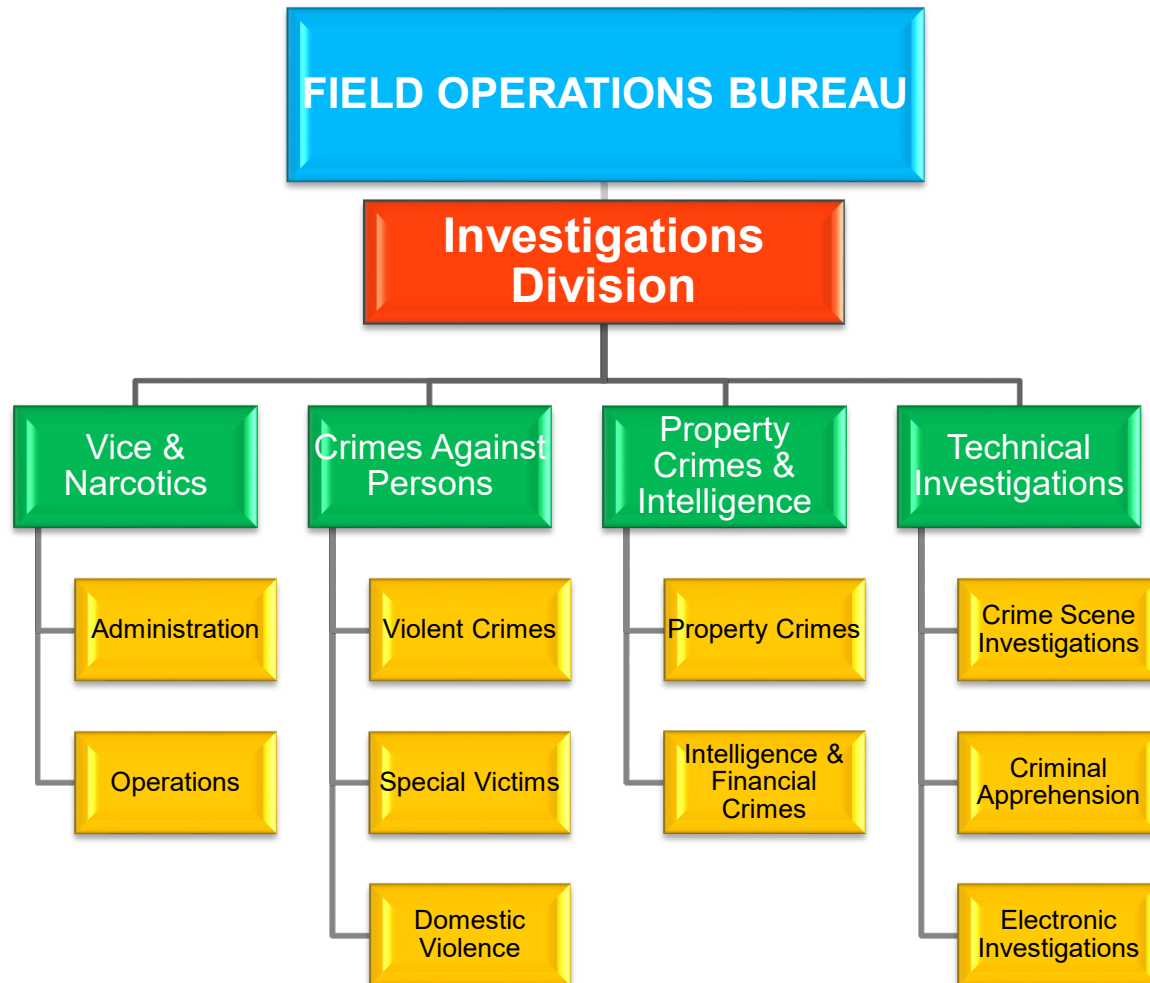 FIELD OPERATIONS BUREAU
Investigations
Division
Vice &
Narcotics
Crimes Against
Persons
Property
Crimes &
Intelligence
Technical
Investigations
Administration
Operations
Violent Crimes
Special Victims
Domestic
Violence
Property Crimes
Intelligence &
Financial
Crimes
Crime Scene
Investigations
Criminal
Apprehension
Electronic
Investigations